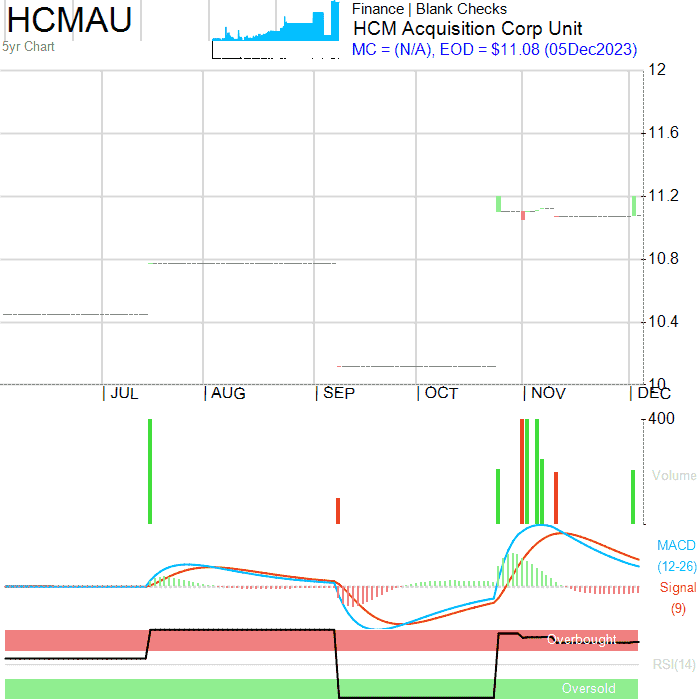 HCMAU
5yr Chart
Finance | Blank Checks
HCM Acquisition Corp Unit
MC = (N/A), EOD = $11.08 (05Dec2023)
12
11.6
11.2
10.8
10.4
10
| JUL | AUG | SEP | OCT | NOV | DEC
400
Volume
MACD
(12-26)
Signal
(9)
Overbought
RSI(14)
Oversold